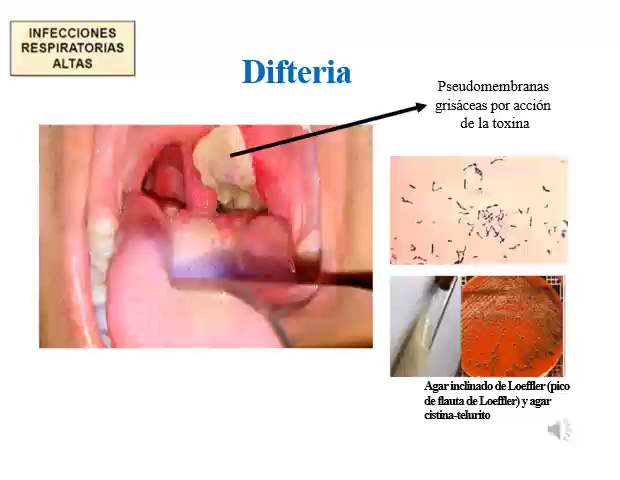 INFECCIONES
RESPIRATORIAS
ALTAS
Difteria
Pseudomembranas
grisáceas por acción
de la toxina
Agar inclinado de Loeffler (pico
de flauta de Loeffler) y agar
cistina-telurito